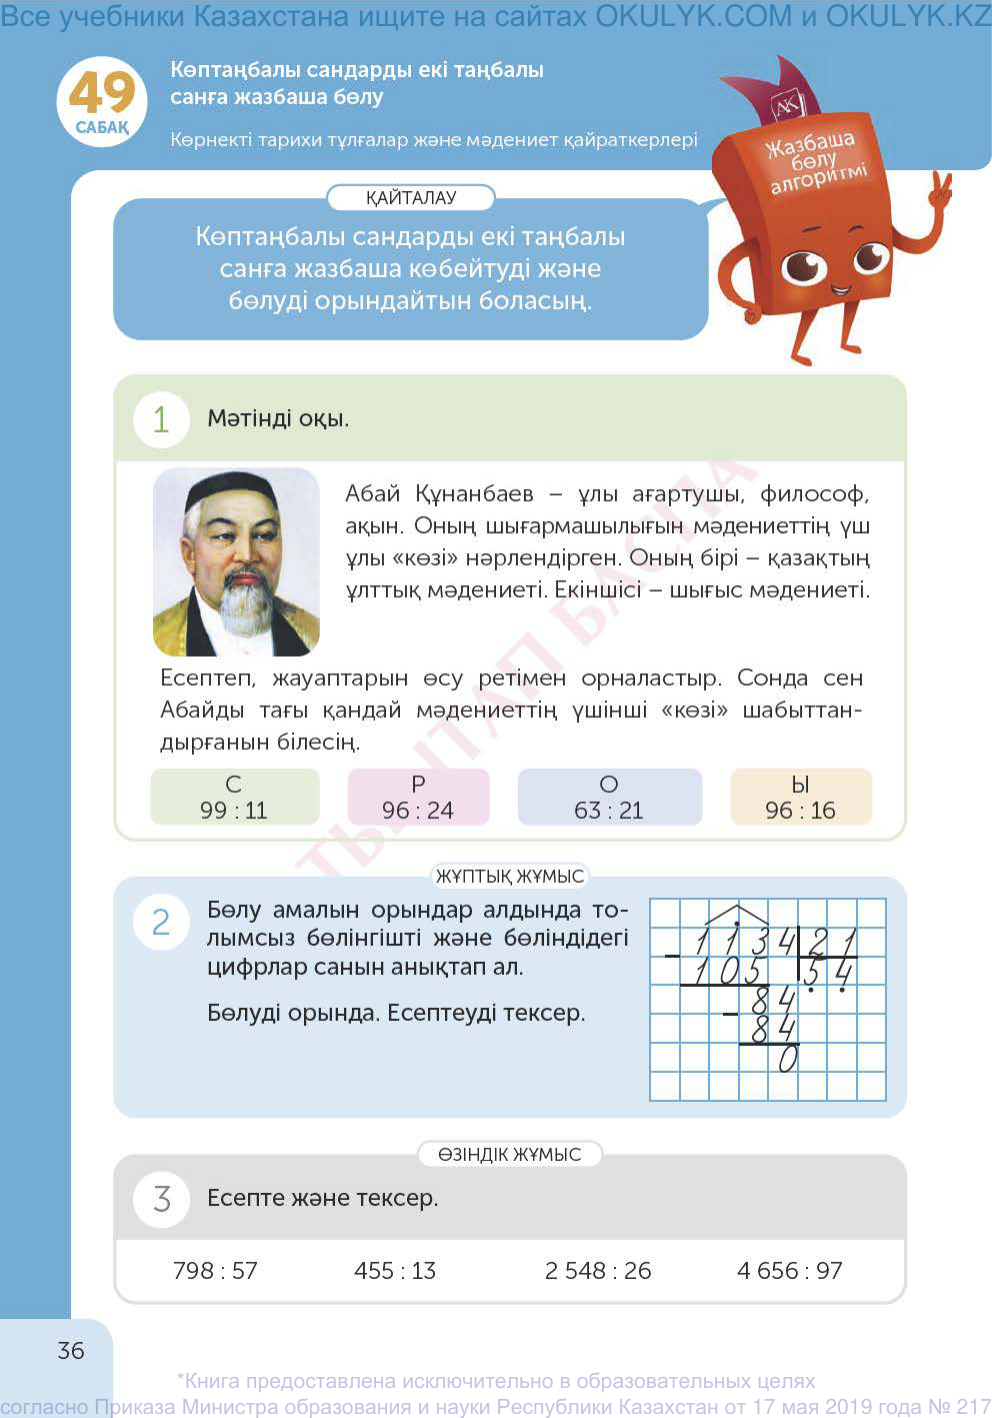 Все учебники Казахстана ищите на сайтах OKULYK.COM и OKULYK.KZ
49
САБАҚ
Көптаңбалы сандарды екі таңбалы
санға жазбаша бөлу
Көрнекті тарихи тұлғалар және мәдениет қайраткерлері
АК
Жазбаша
бөлу
алгоритмі
ҚАЙТАЛАУ
Көптаңбалы сандарды екі таңбалы
санға жазбаша көбейтуді және
бөлуді орындайтын боласың.
1
Мәтінді оқы.
Абай Құнанбаев – ұлы ағартушы, философ,
ақын. Оның шығармашылығын мәдениеттің үш
ұлы «көзі» нәрлендірген. Оның бірі – қазақтың
ұлттық мәдениеті. Екіншісі – шығыс мәдениеті.
Есептеп, жауаптарын өсу ретімен орналастыр. Сонда сен
Абайды тағы қандай мәдениеттің үшінші «көзі» шабыттан-
дырғанын білесің.
С Р О Ы
99 : 11 96 : 24 63 : 21 96 : 16
ЖҰПТЫҚ ЖҰМЫС
2
Бөлу амалын орындар алдында то-
лымсыз бөлінгішті және бөліндідегі
цифрлар санын анықтап ал.
Бөлуді орында. Есептеуді тексер.
– 1134 21
105 54
– 84
84
0
ӨЗІНДІК ЖҰМЫС
3
Есепте және тексер.
798 : 57 455 : 13 2 548 : 26 4 656 : 97
36
*Книга предоставлена исключительно в образовательных целях
согласно Приказа Министра образования и науки Республики Казахстан от 17 мая 2019 года № 217